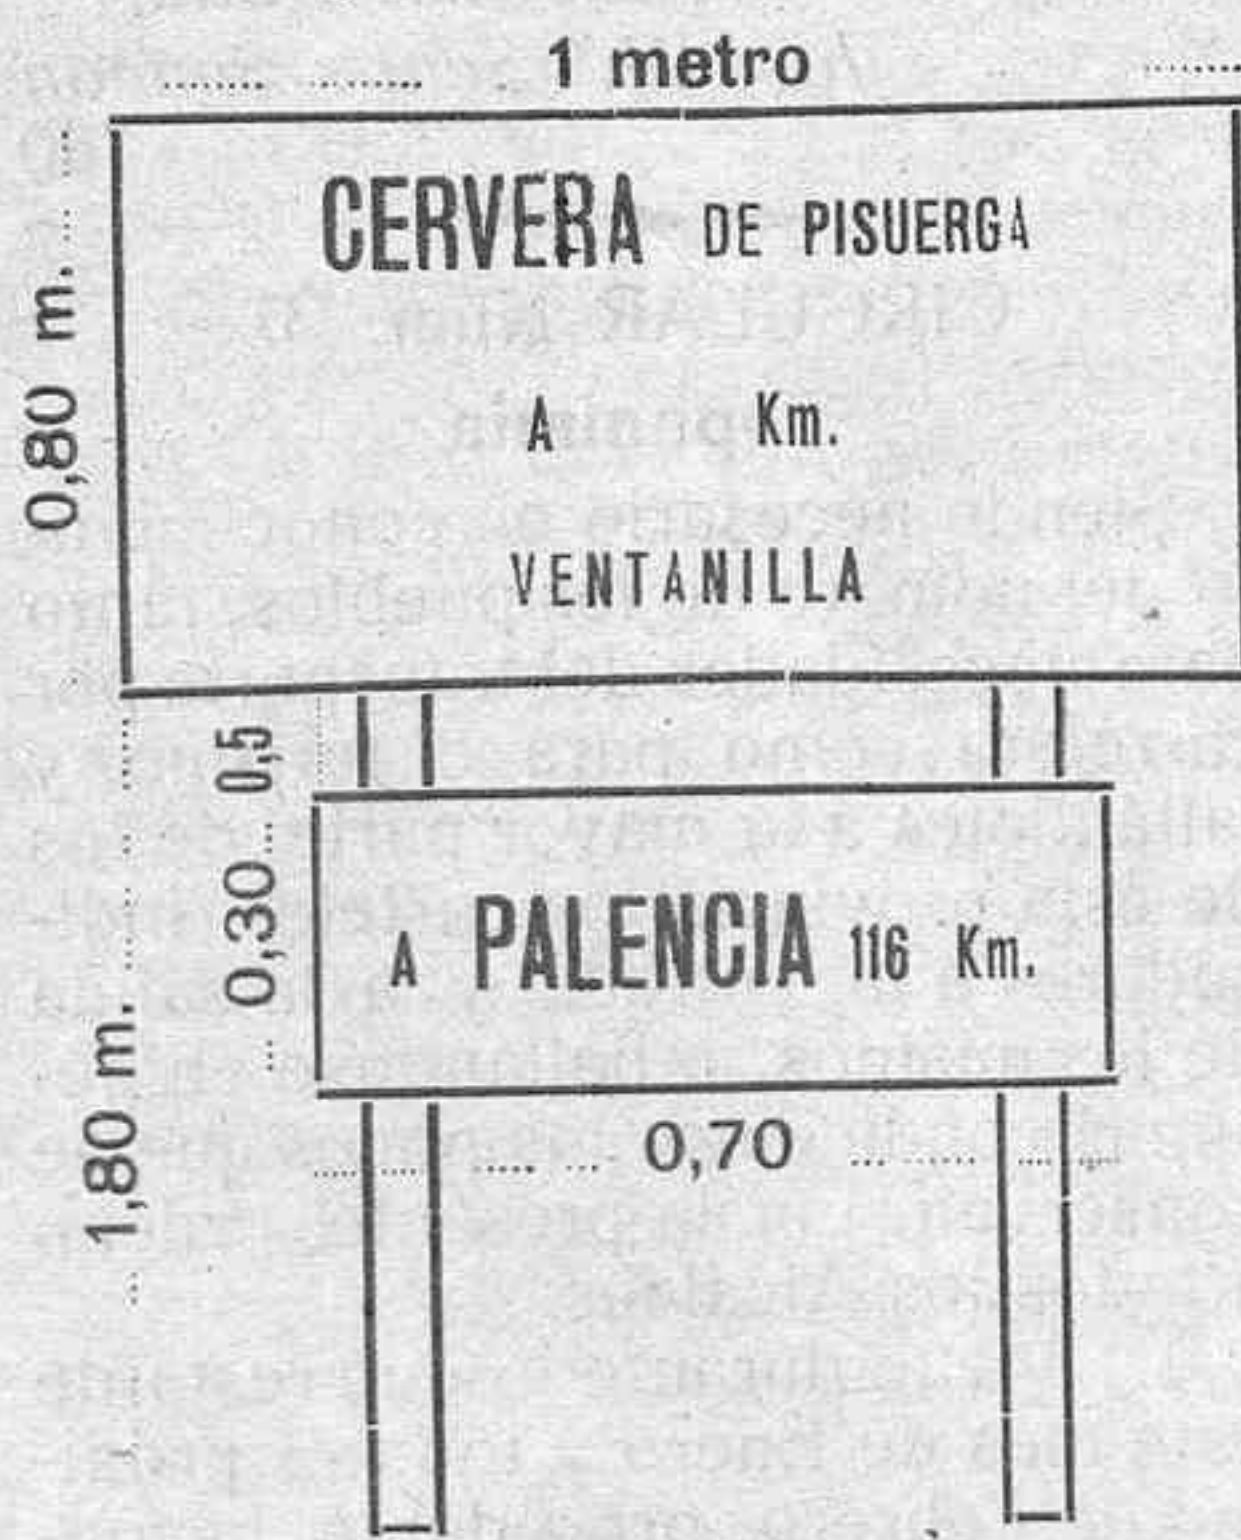 1 metro
0,80 m.
CERVERA DE PISUERGA
A Km.
VENTANILLA
0,5
0,30
1,80 m.
A PALENCIA 116 Km.
0,70